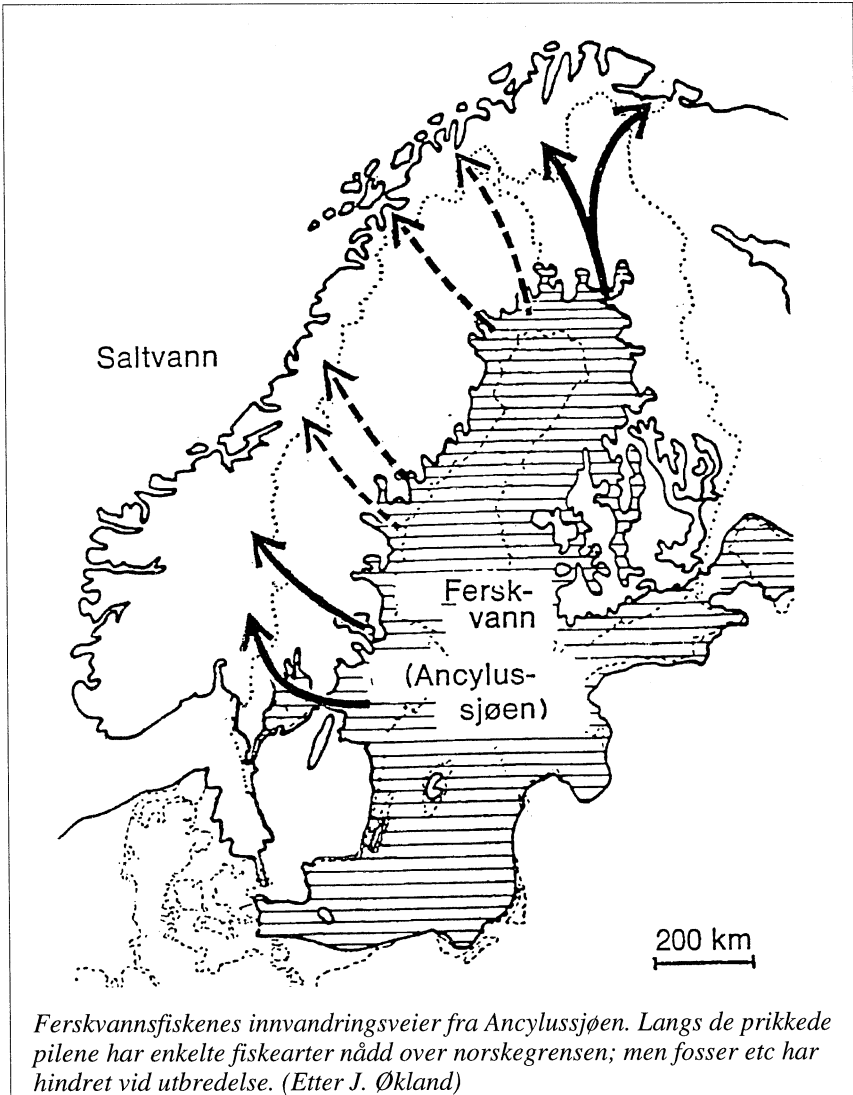 Saltvann
Fersk-
vann
(Ancylus-
sjøen)
200 km
Ferskvannsfiskenes innvandringsveier fra Ancylussjøen. Langs de prikkede
pilene har enkelte fiskearter nådd over norskegrensen; men fosser etc har
hindret vid utbredelse. (Etter J. Økland)